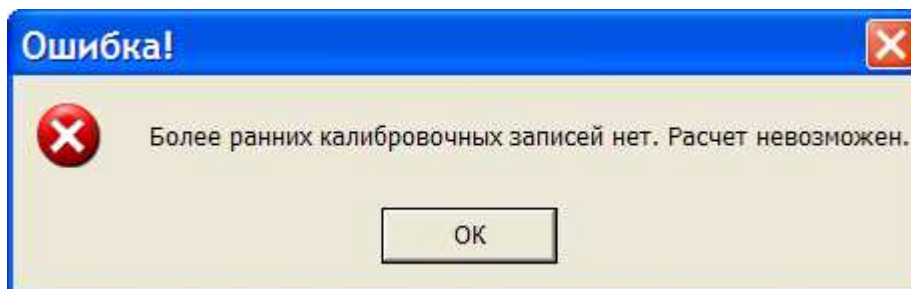 Ошибка!
Более ранних калибровочных записей нет. Расчет невозможен.
OK